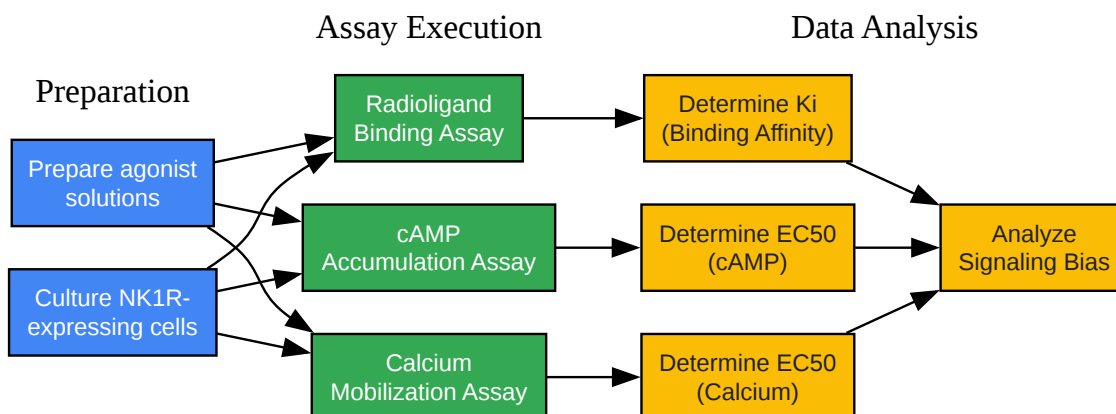 Preparation
Prepare agonist
solutions
Culture NK1R-
expressing cells
Assay Execution
Radioligand
Binding Assay
cAMP
Accumulation Assay
Calcium
Mobilization Assay
Data Analysis
Determine Ki
(Binding Affinity)
Determine EC50
(cAMP)
Determine EC50
(Calcium)
Analyze
Signaling Bias